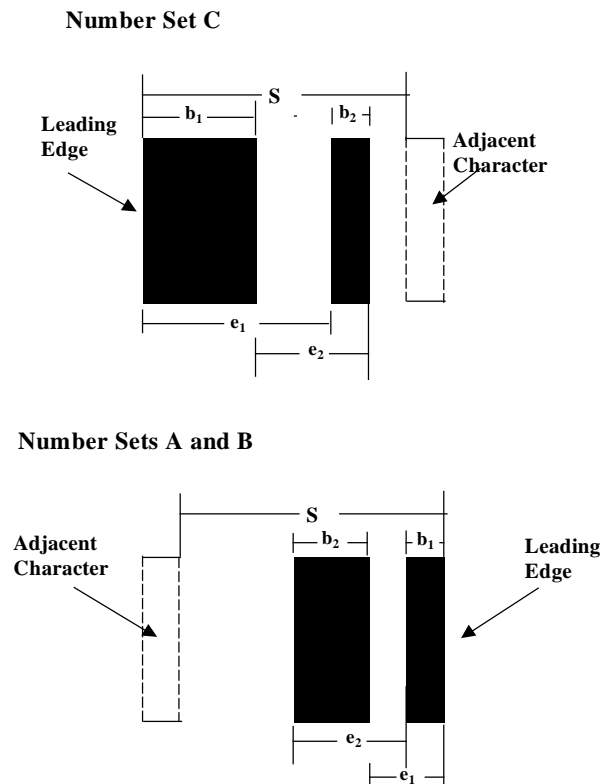 Number Set C
S
b₁
b₂
Leading
Edge
Adjacent
Character
e₁
e₂
Number Sets A and B
S
b₂
b₁
Adjacent
Character
Leading
Edge
e₂
e₁